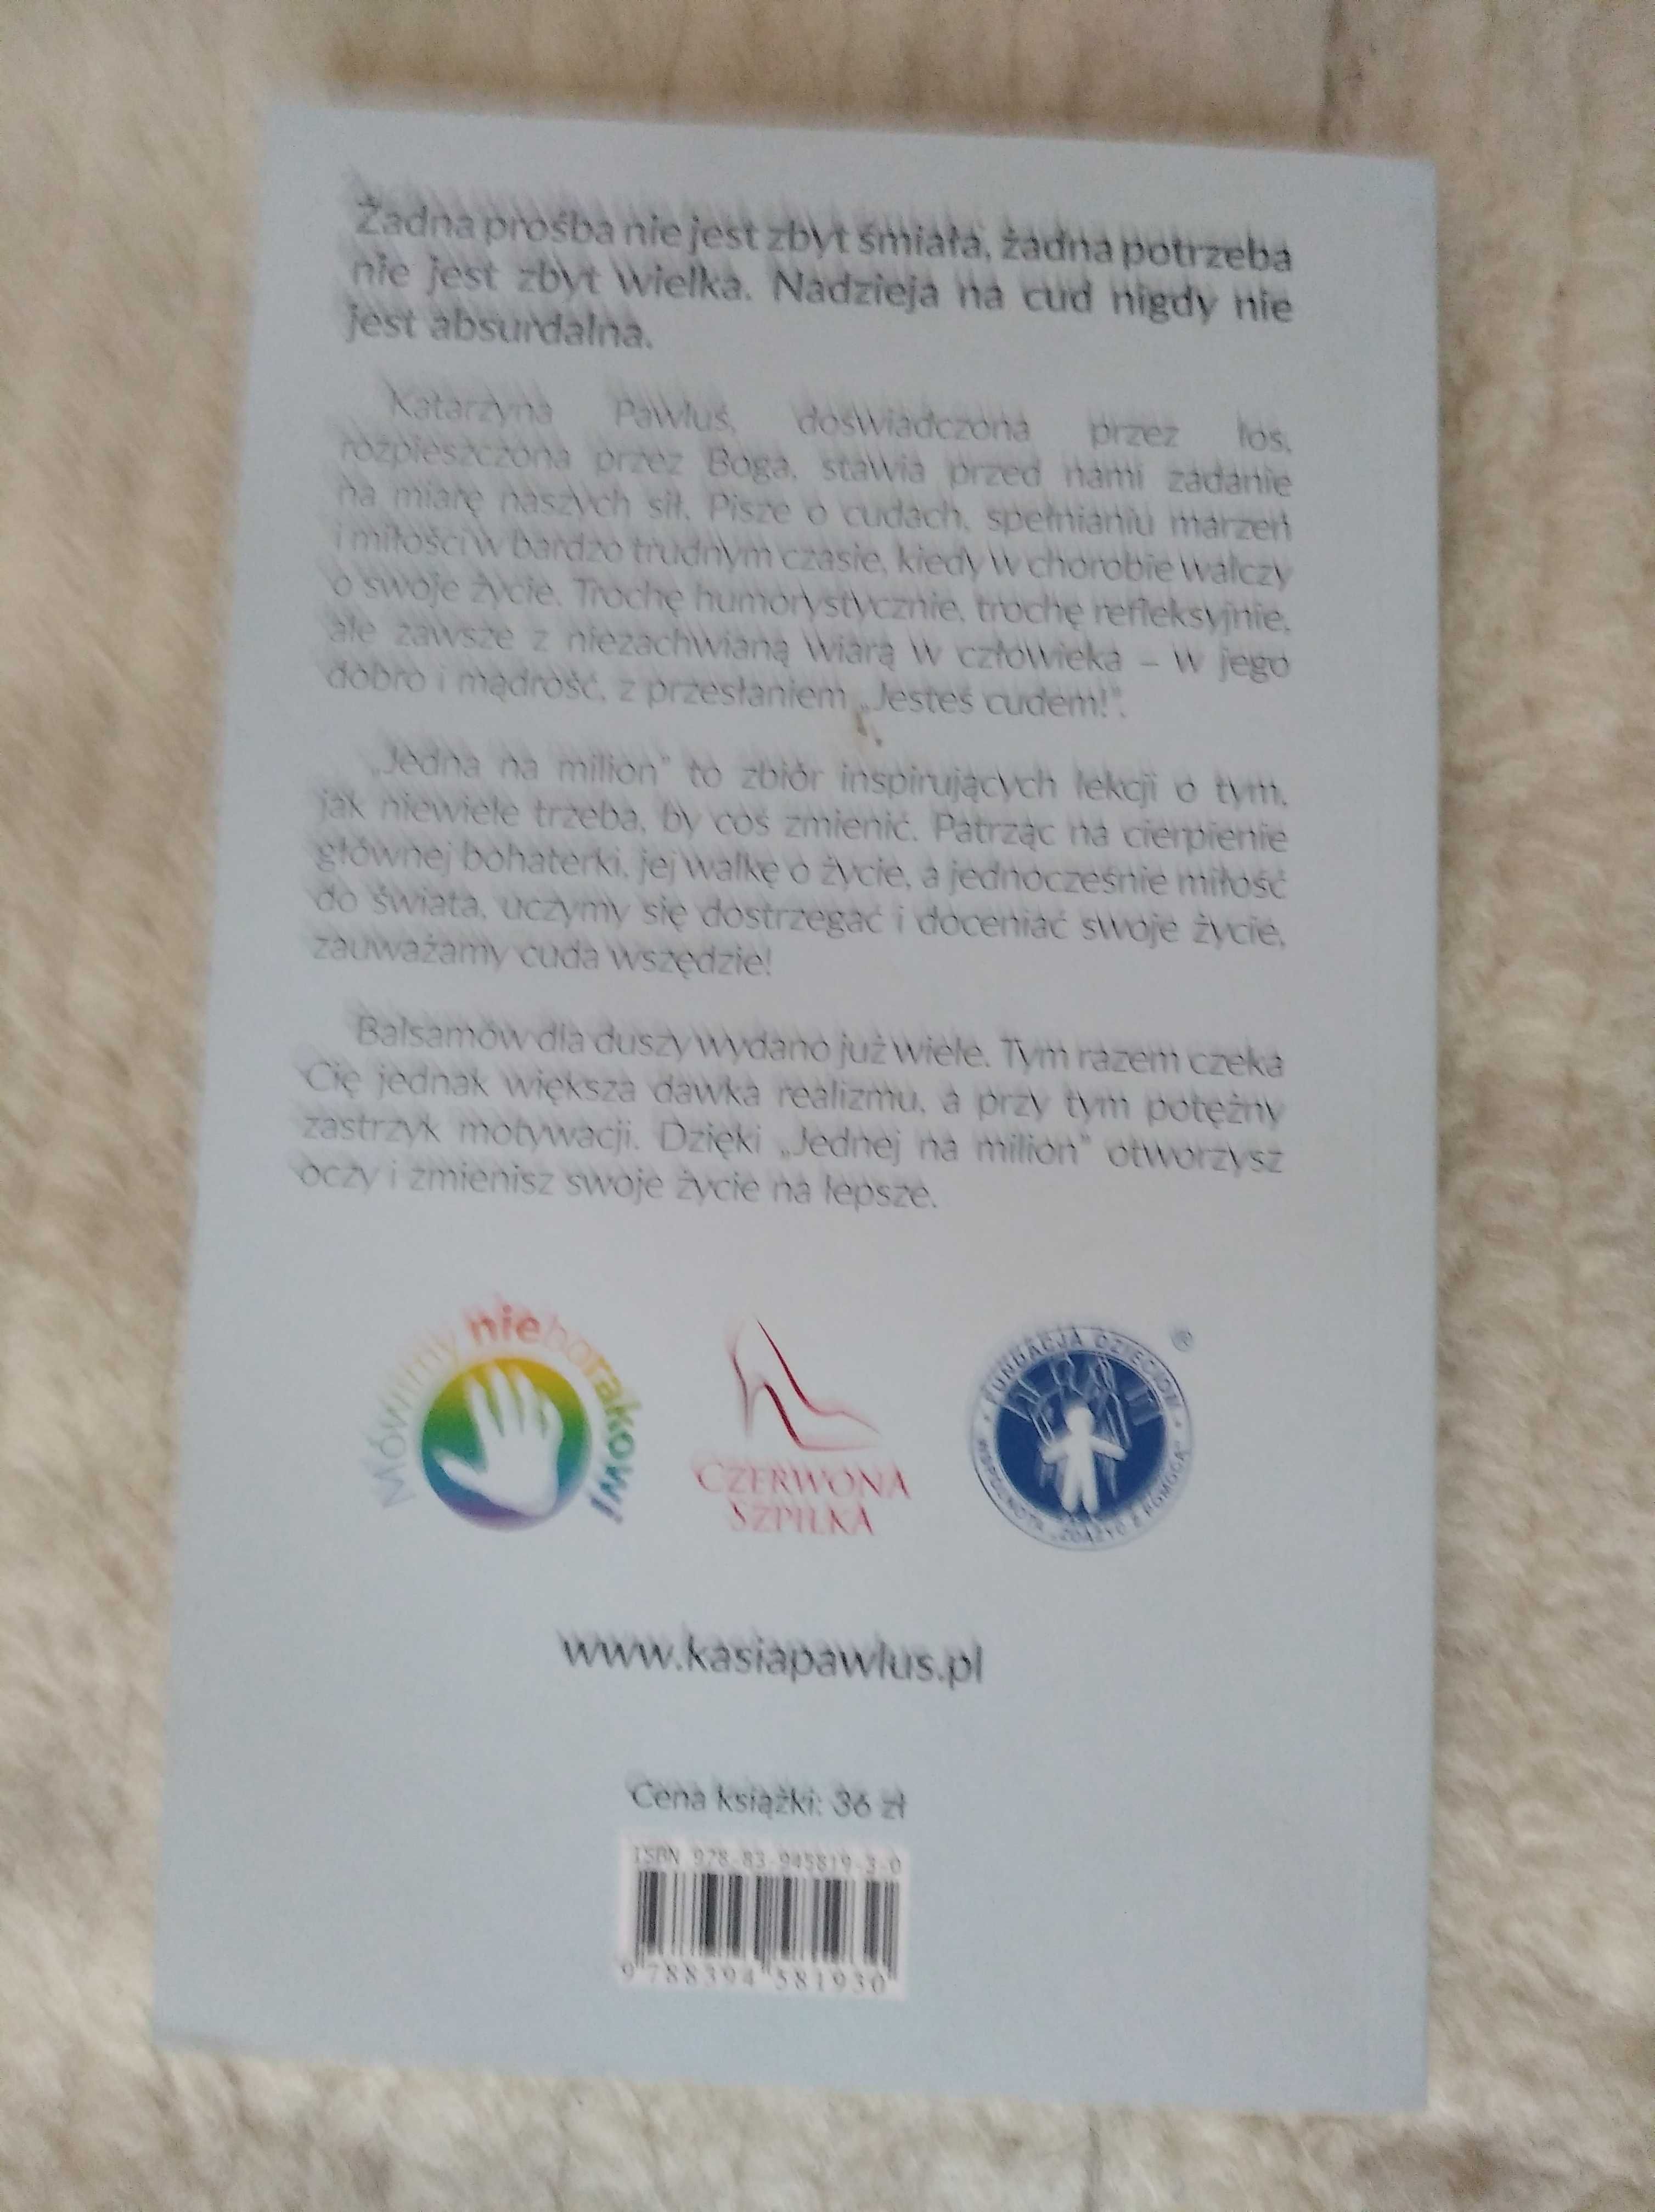 Żadna prośba nie jest zbyt śmiała, żadna potrzeba
nie jest zbyt wielka. Nadzieja na cud nigdy nie
jest absurdalna.
Katarzyna Pawlus, doświadczona przez los,
rozpieszczona przez Boga, stawia przed nami zadanie
na miarę naszych sił. Pisze o cudach, spełnianiu marzeń
i miłości w bardzo trudnym czasie, kiedy w chorobie walczy
o swoje życie. Trochę humorystycznie, trochę refleksyjnie,
ale zawsze z niezachwianą wiarą w człowieka – w jego
dobro i mądrość, z przesłaniem „Jesteś cudem!”.
„Jedna na milion” to zbiór inspirujących lekcji o tym,
jak niewiele trzeba, by coś zmienić. Patrząc na cierpienie
głównej bohaterki, jej walkę o życie, a jednocześnie miłość
do świata, uczymy się dostrzegać i doceniać swoje życie,
zauważamy cuda wszędzie!
Balsamów dla duszy wydano już wiele. Tym razem czeka
Cię jednak większa dawka realizmu, a przy tym potężny
zastrzyk motywacji. Dzięki „Jednej na milion” otworzysz
oczy i zmienisz swoje życie na lepsze.
Mówimy nieborakowi
CZERWONA
SZPILKA
FUNDACJA DZIECIOM
„ZDĄŻYĆ Z POMOCĄ”
®
www.kasiapawlus.pl
Cena książki: 36 zł
ISBN 978-83-945819-3-0
9 788394 581930